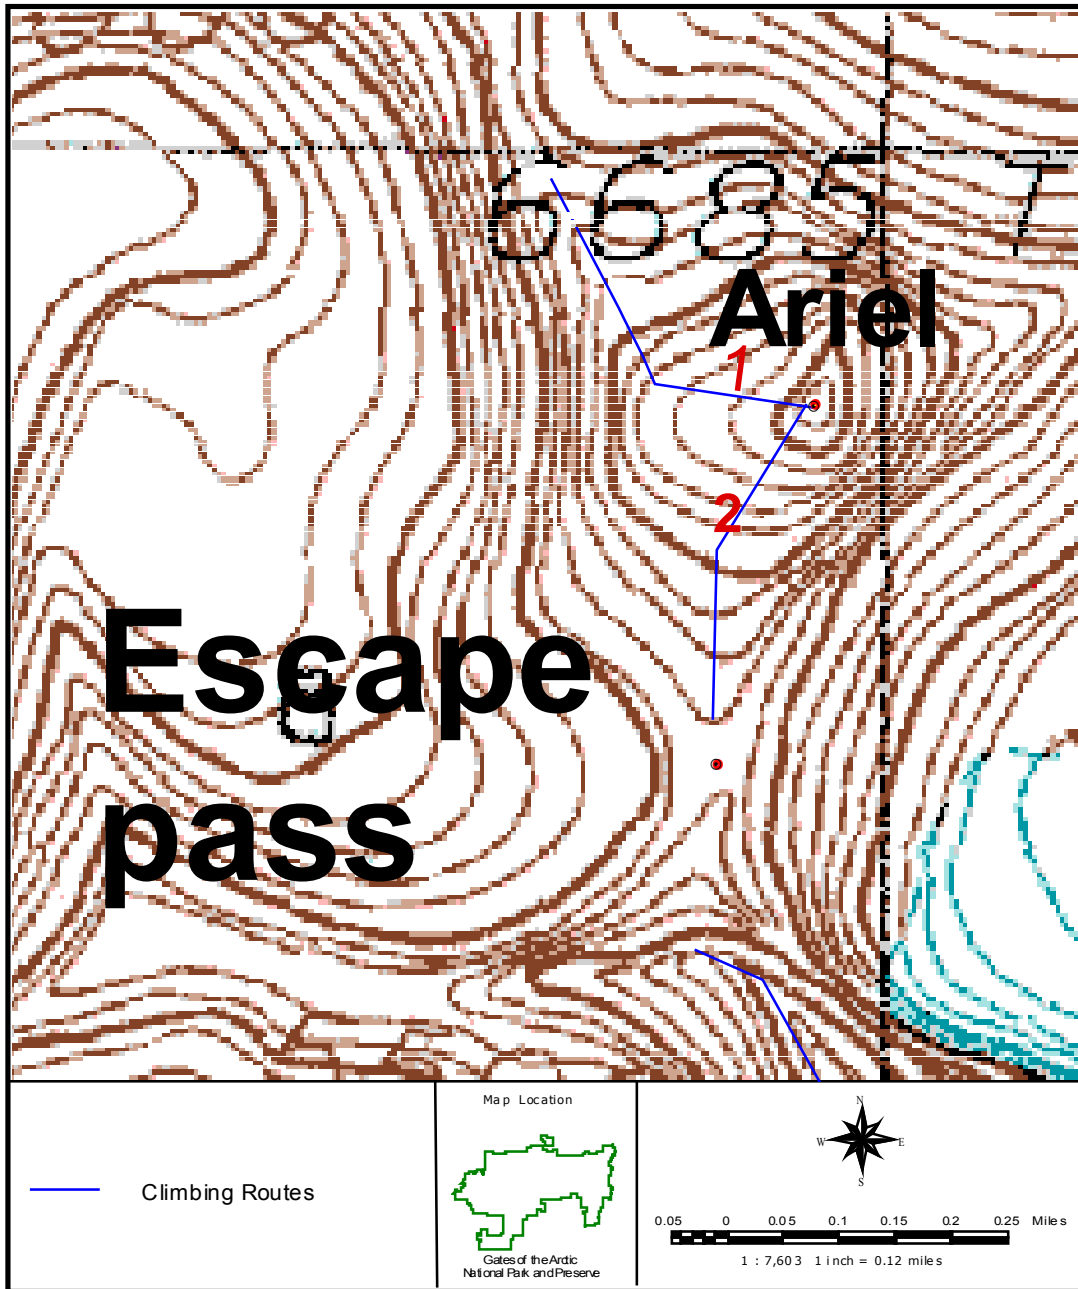 6685
Ariel
1
2
Escape
pass
Climbing Routes
Map Location
Gates of the Arctic
National Park and Preserve
N
W E
S
0.05 0 0.05 0.1 0.15 0.2 0.25 Miles
1 : 7,603 1 inch = 0.12 miles